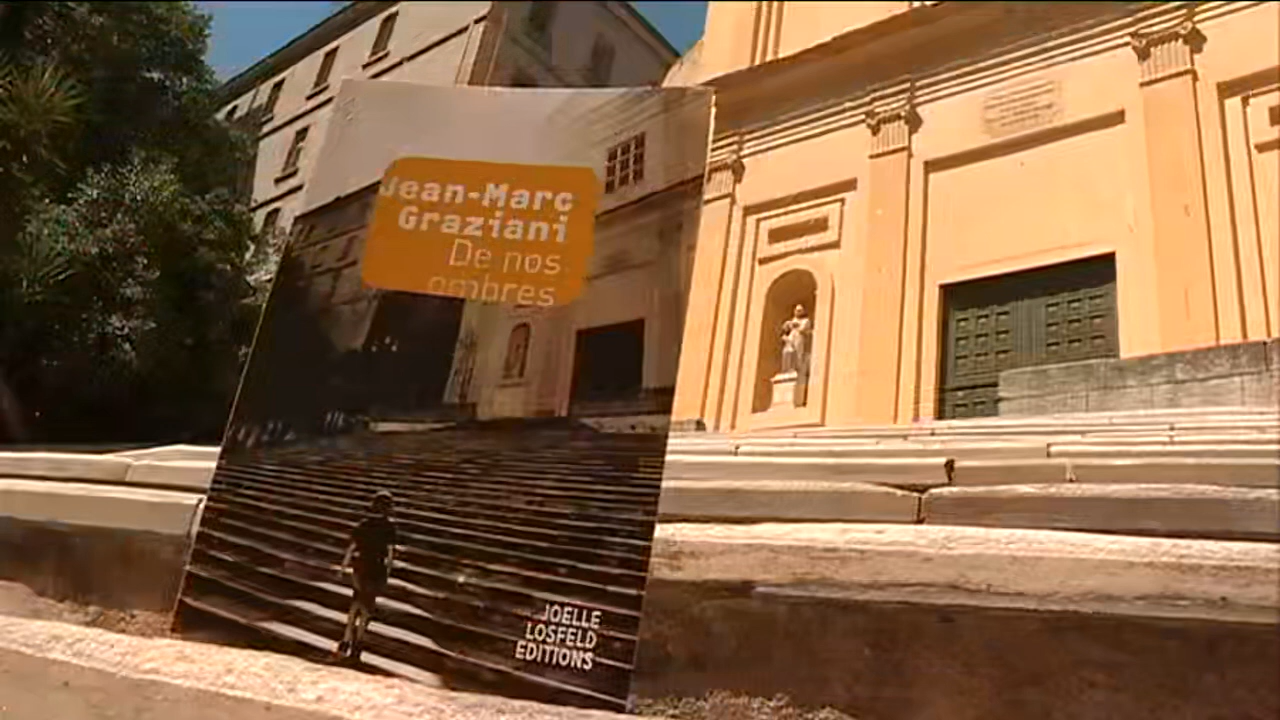 Jean-Marc
Graziani
De nos
ombres
JOELLE
LOSFELD
EDITIONS